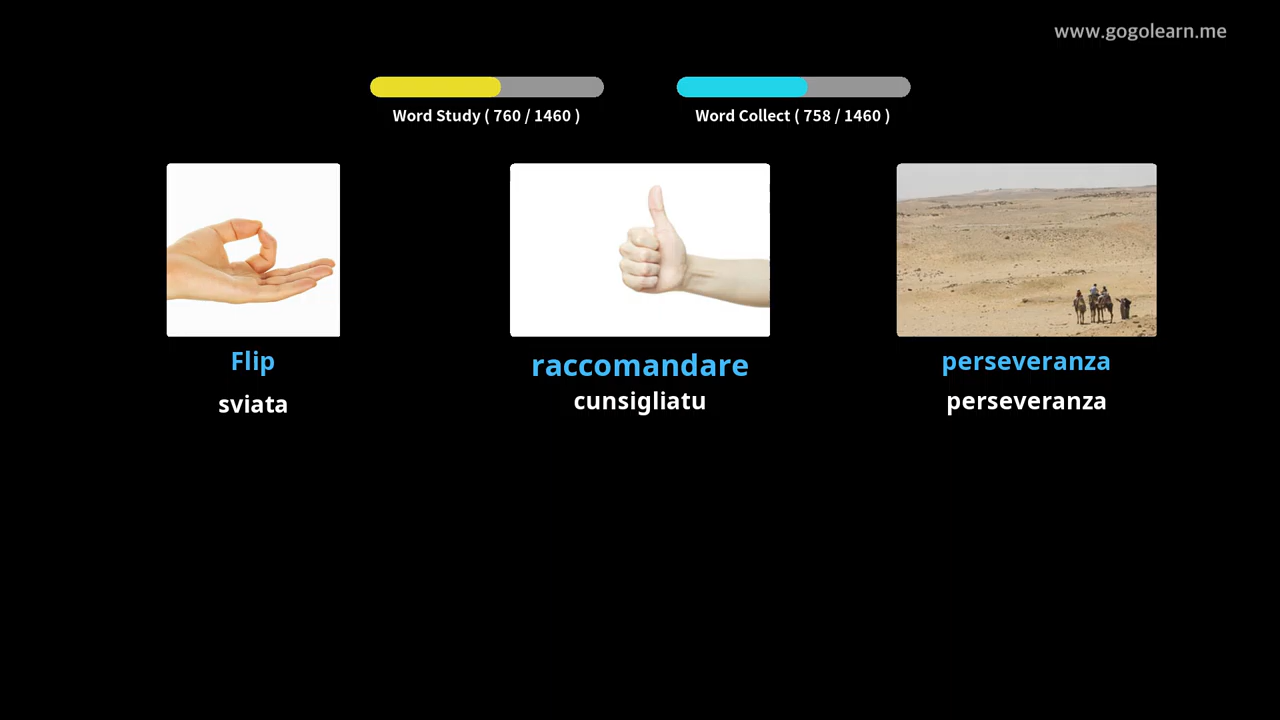 www.gogolearn.me
Word Study ( 760 / 1460 )
Word Collect ( 758 / 1460 )
Flip
sviata
raccomandare
cunsigliatu
perseveranza
perseveranza